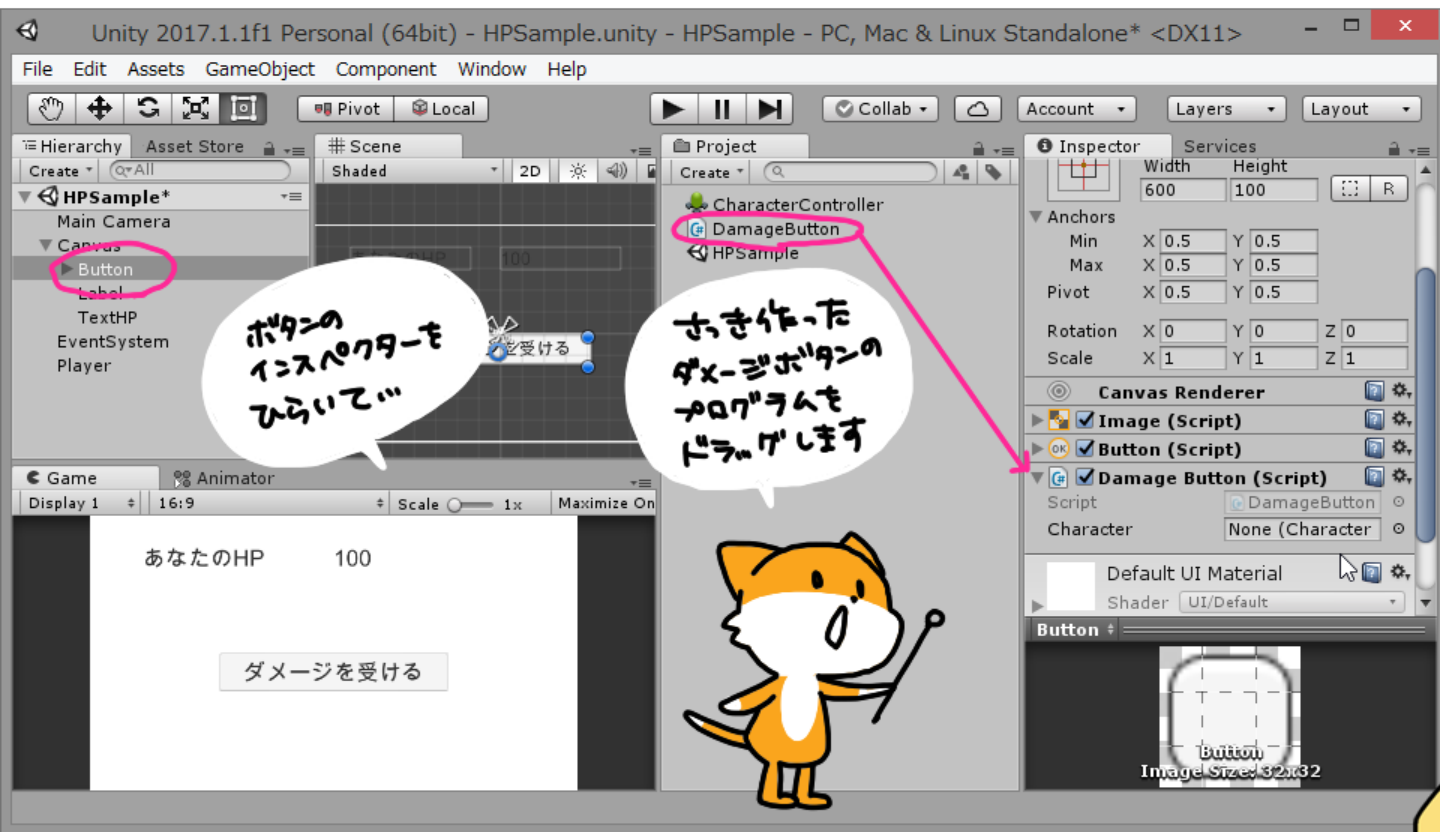 Unity 2017.1.1f1 Personal (64bit) - HPSample.unity - HPSample - PC, Mac & Linux Standalone* <DX11>
File Edit Assets GameObject Component Window Help
Pivot Local Collab Account Layers Layout
Hierarchy Asset Store
Create All
HPSample*
Main Camera
Canvas
Button
Label
TextHP
EventSystem
Player
# Scene
Shaded 2D
100
を受ける
ボタンの
インスペクターを
ひらいて…
Project
Create
CharacterController
DamageButton
HPSample
さっき作った
ダメージボタンの
プログラムを
ドラッグします
Inspector Services
Width Height
600 100 R
Anchors
Min X 0.5 Y 0.5
Max X 0.5 Y 0.5
Pivot X 0.5 Y 0.5
Rotation X 0 Y 0 Z 0
Scale X 1 Y 1 Z 1
Canvas Renderer
Image (Script)
OK Button (Script)
C# Damage Button (Script)
Script DamageButton
Character None (Character
Default UI Material
Shader UI/Default
Button
Button
Image Size: 32x32
Game Animator
Display 1 16:9 Scale 1x Maximize On
あなたのHP 100
ダメージを受ける